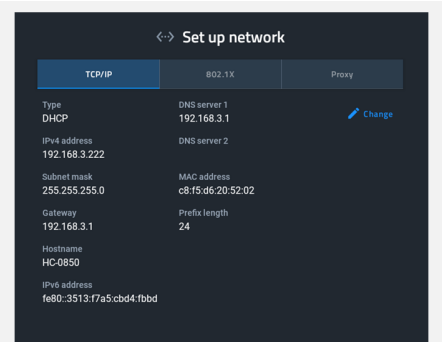 Set up network
TCP/IP
802.1X
Proxy
Type
DHCP
DNS server 1
192.168.3.1
Change
IPv4 address
192.168.3.222
DNS server 2
Subnet mask
255.255.255.0
MAC address
c8:f5:d6:20:52:02
Gateway
192.168.3.1
Prefix length
24
Hostname
HC-0850
IPv6 address
fe80::3513:f7a5:cbd4:fbbd